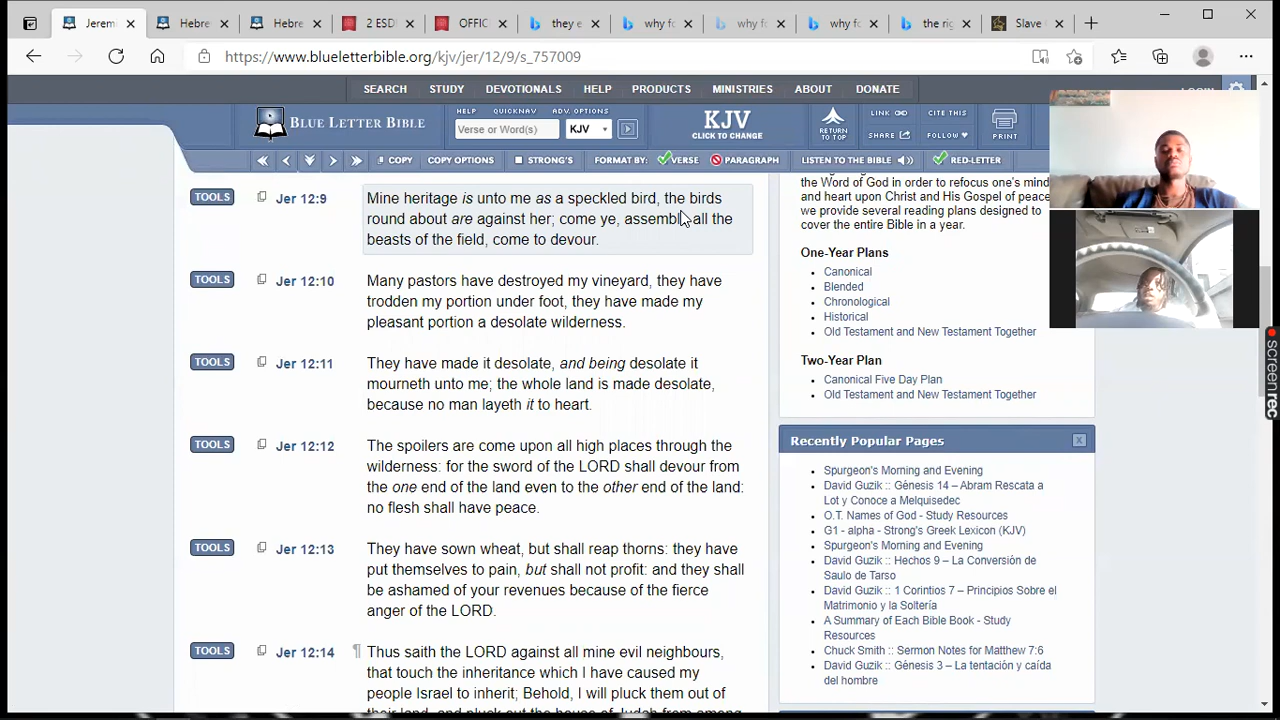 Jerem
Hebre
Hebre
2 ESD
OFFIC
they e
why fo
why fo
why fo
the rig
Slave
https://www.blueletterbible.org/kjv/jer/12/9/s_757009
SEARCH STUDY DEVOTIONALS HELP PRODUCTS MINISTRIES ABOUT DONATE
BLUE LETTER BIBLE
HELP QUICKNAV ADV. OPTIONS
Verse or Word(s) KJV
KJV
CLICK TO CHANGE
RETURN
TO TOP
LINK
SHARE
CITE THIS
FOLLOW
PRINT
COPY COPY OPTIONS STRONG'S FORMAT BY: VERSE PARAGRAPH LISTEN TO THE BIBLE RED-LETTER
TOOLS Jer 12:9
Mine heritage is unto me as a speckled bird, the birds
round about are against her; come ye, assemble all the
beasts of the field, come to devour.
TOOLS Jer 12:10
Many pastors have destroyed my vineyard, they have
trodden my portion under foot, they have made my
pleasant portion a desolate wilderness.
TOOLS Jer 12:11
They have made it desolate, and being desolate it
mourneth unto me; the whole land is made desolate,
because no man layeth it to heart.
TOOLS Jer 12:12
The spoilers are come upon all high places through the
wilderness: for the sword of the LORD shall devour from
the one end of the land even to the other end of the land:
no flesh shall have peace.
TOOLS Jer 12:13
They have sown wheat, but shall reap thorns: they have
put themselves to pain, but shall not profit: and they shall
be ashamed of your revenues because of the fierce
anger of the LORD.
TOOLS Jer 12:14
¶ Thus saith the LORD against all mine evil neighbours,
that touch the inheritance which I have caused my
people Israel to inherit; Behold, I will pluck them out of
their land, and pluck out the house of Judah from among
the Word of God in order to refocus one's mind
and heart upon Christ and His Gospel of peace
we provide several reading plans designed to
cover the entire Bible in a year.
One-Year Plans
• Canonical
• Blended
• Chronological
• Historical
• Old Testament and New Testament Together
Two-Year Plan
• Canonical Five Day Plan
• Old Testament and New Testament Together
Recently Popular Pages
• Spurgeon's Morning and Evening
• David Guzik :: Génesis 14 – Abram Rescata a
Lot y Conoce a Melquisedec
• O.T. Names of God - Study Resources
• G1 - alpha - Strong's Greek Lexicon (KJV)
• Spurgeon's Morning and Evening
• David Guzik :: Hechos 9 – La Conversión de
Saulo de Tarso
• David Guzik :: 1 Corintios 7 – Principios Sobre el
Matrimonio y la Soltería
• A Summary of Each Bible Book - Study
Resources
• Chuck Smith :: Sermon Notes for Matthew 7:6
• David Guzik :: Génesis 3 – La tentación y caída
del hombre
screenrec